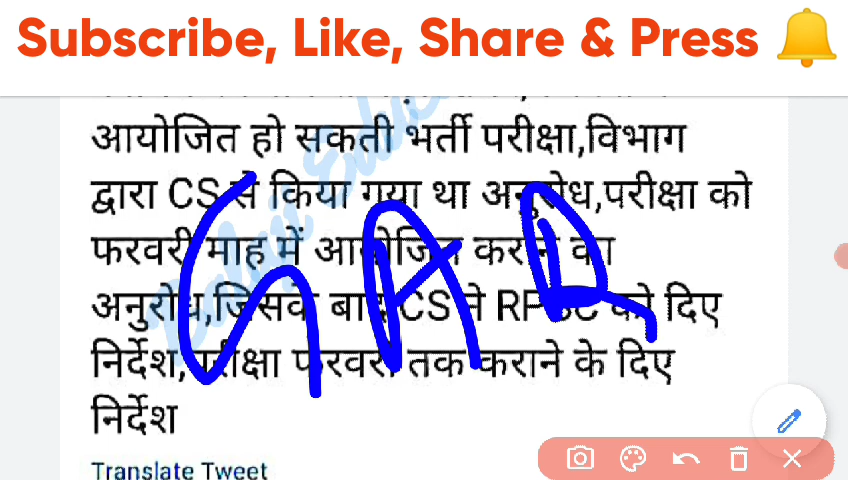 Subscribe, Like, Share & Press
आयोजित हो सकती भर्ती परीक्षा,विभाग
द्वारा CS से किया गया था अनुरोध,परीक्षा को
फरवरी माह में आयोजित कराने का
अनुरोध,जिसके बाद CS ने RPSC को दिए
निर्देश,परीक्षा फरवरी तक कराने के दिए
निर्देश
Translate Tweet